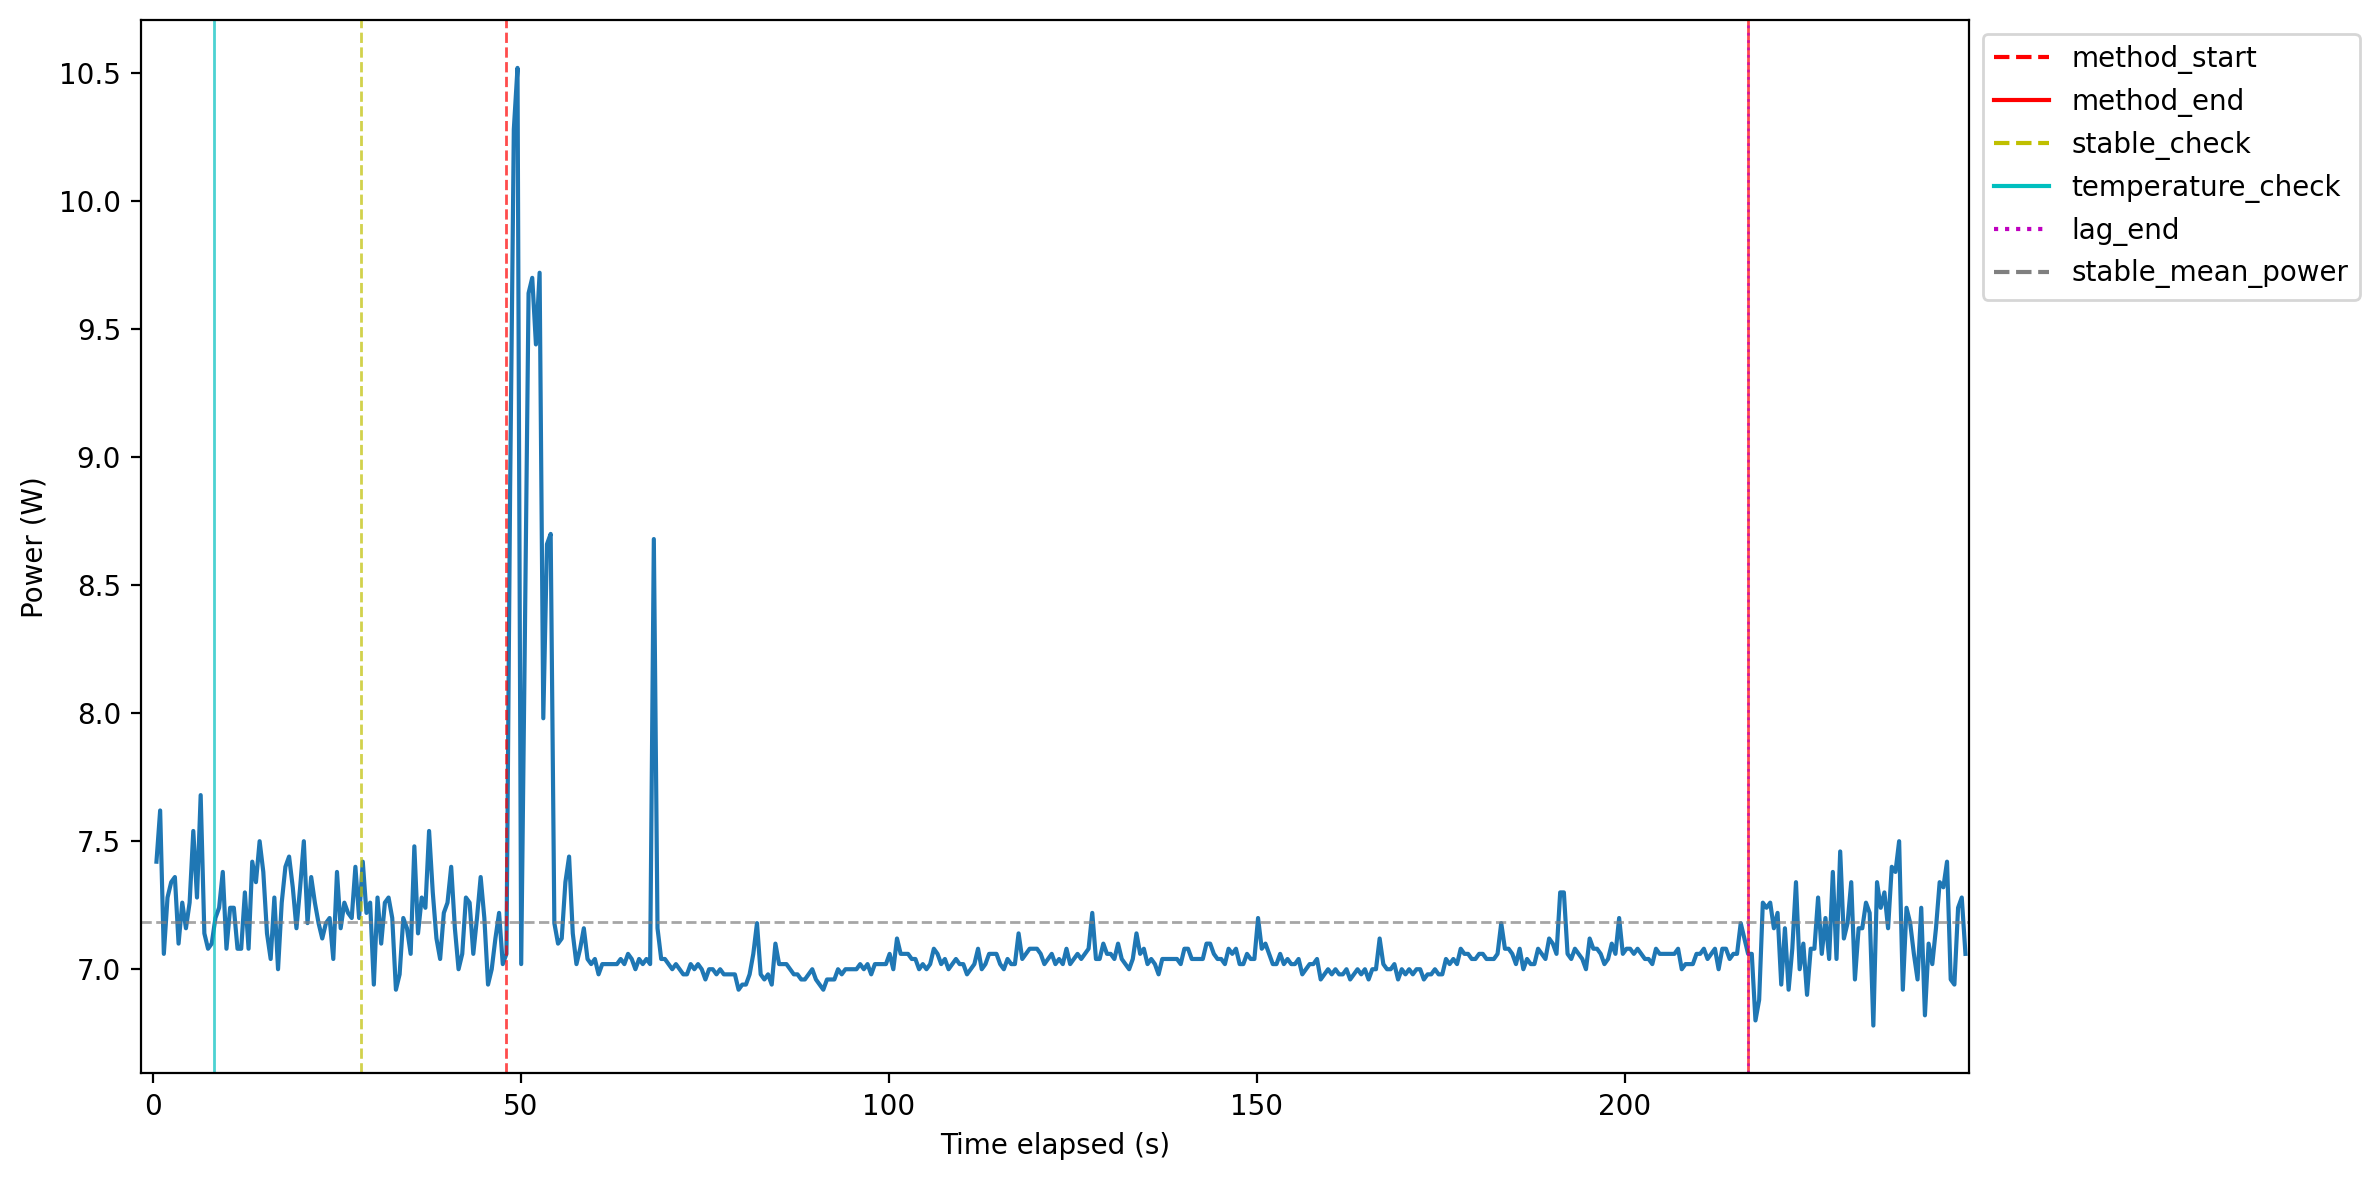 10.5
10.0
9.5
9.0
8.5
8.0
7.5
7.0
Power (W)
0
50
100
150
200
Time elapsed (s)
method_start
method_end
stable_check
temperature_check
lag_end
stable_mean_power